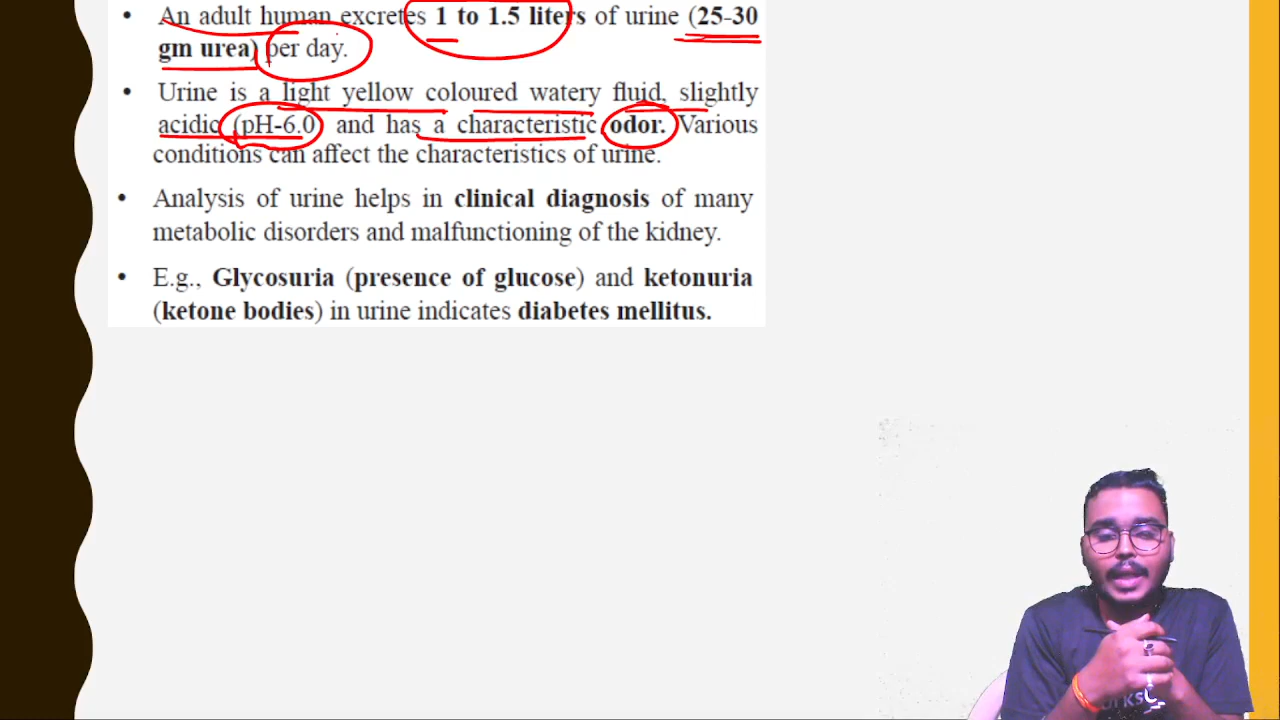 • An adult human excretes 1 to 1.5 liters of urine (25-30
gm urea) per day.
• Urine is a light yellow coloured watery fluid, slightly
acidic (pH-6.0 and has a characteristic odor. Various
conditions can affect the characteristics of urine.
• Analysis of urine helps in clinical diagnosis of many
metabolic disorders and malfunctioning of the kidney.
• E.g., Glycosuria (presence of glucose) and ketonuria
(ketone bodies) in urine indicates diabetes mellitus.